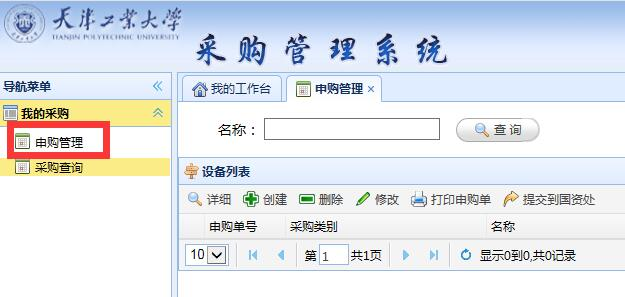 天津工业大学
TIANJIN POLYTECHNIC UNIVERSITY
采购管理系统
导航菜单
我的工作台 申购管理 ×
我的采购
申购管理
采购查询
名称： 查询
设备列表
详细 创建 删除 修改 打印申购单 提交到国资处
申购单号 采购类别 名称
10 第 1 共1页 显示0到0,共0记录